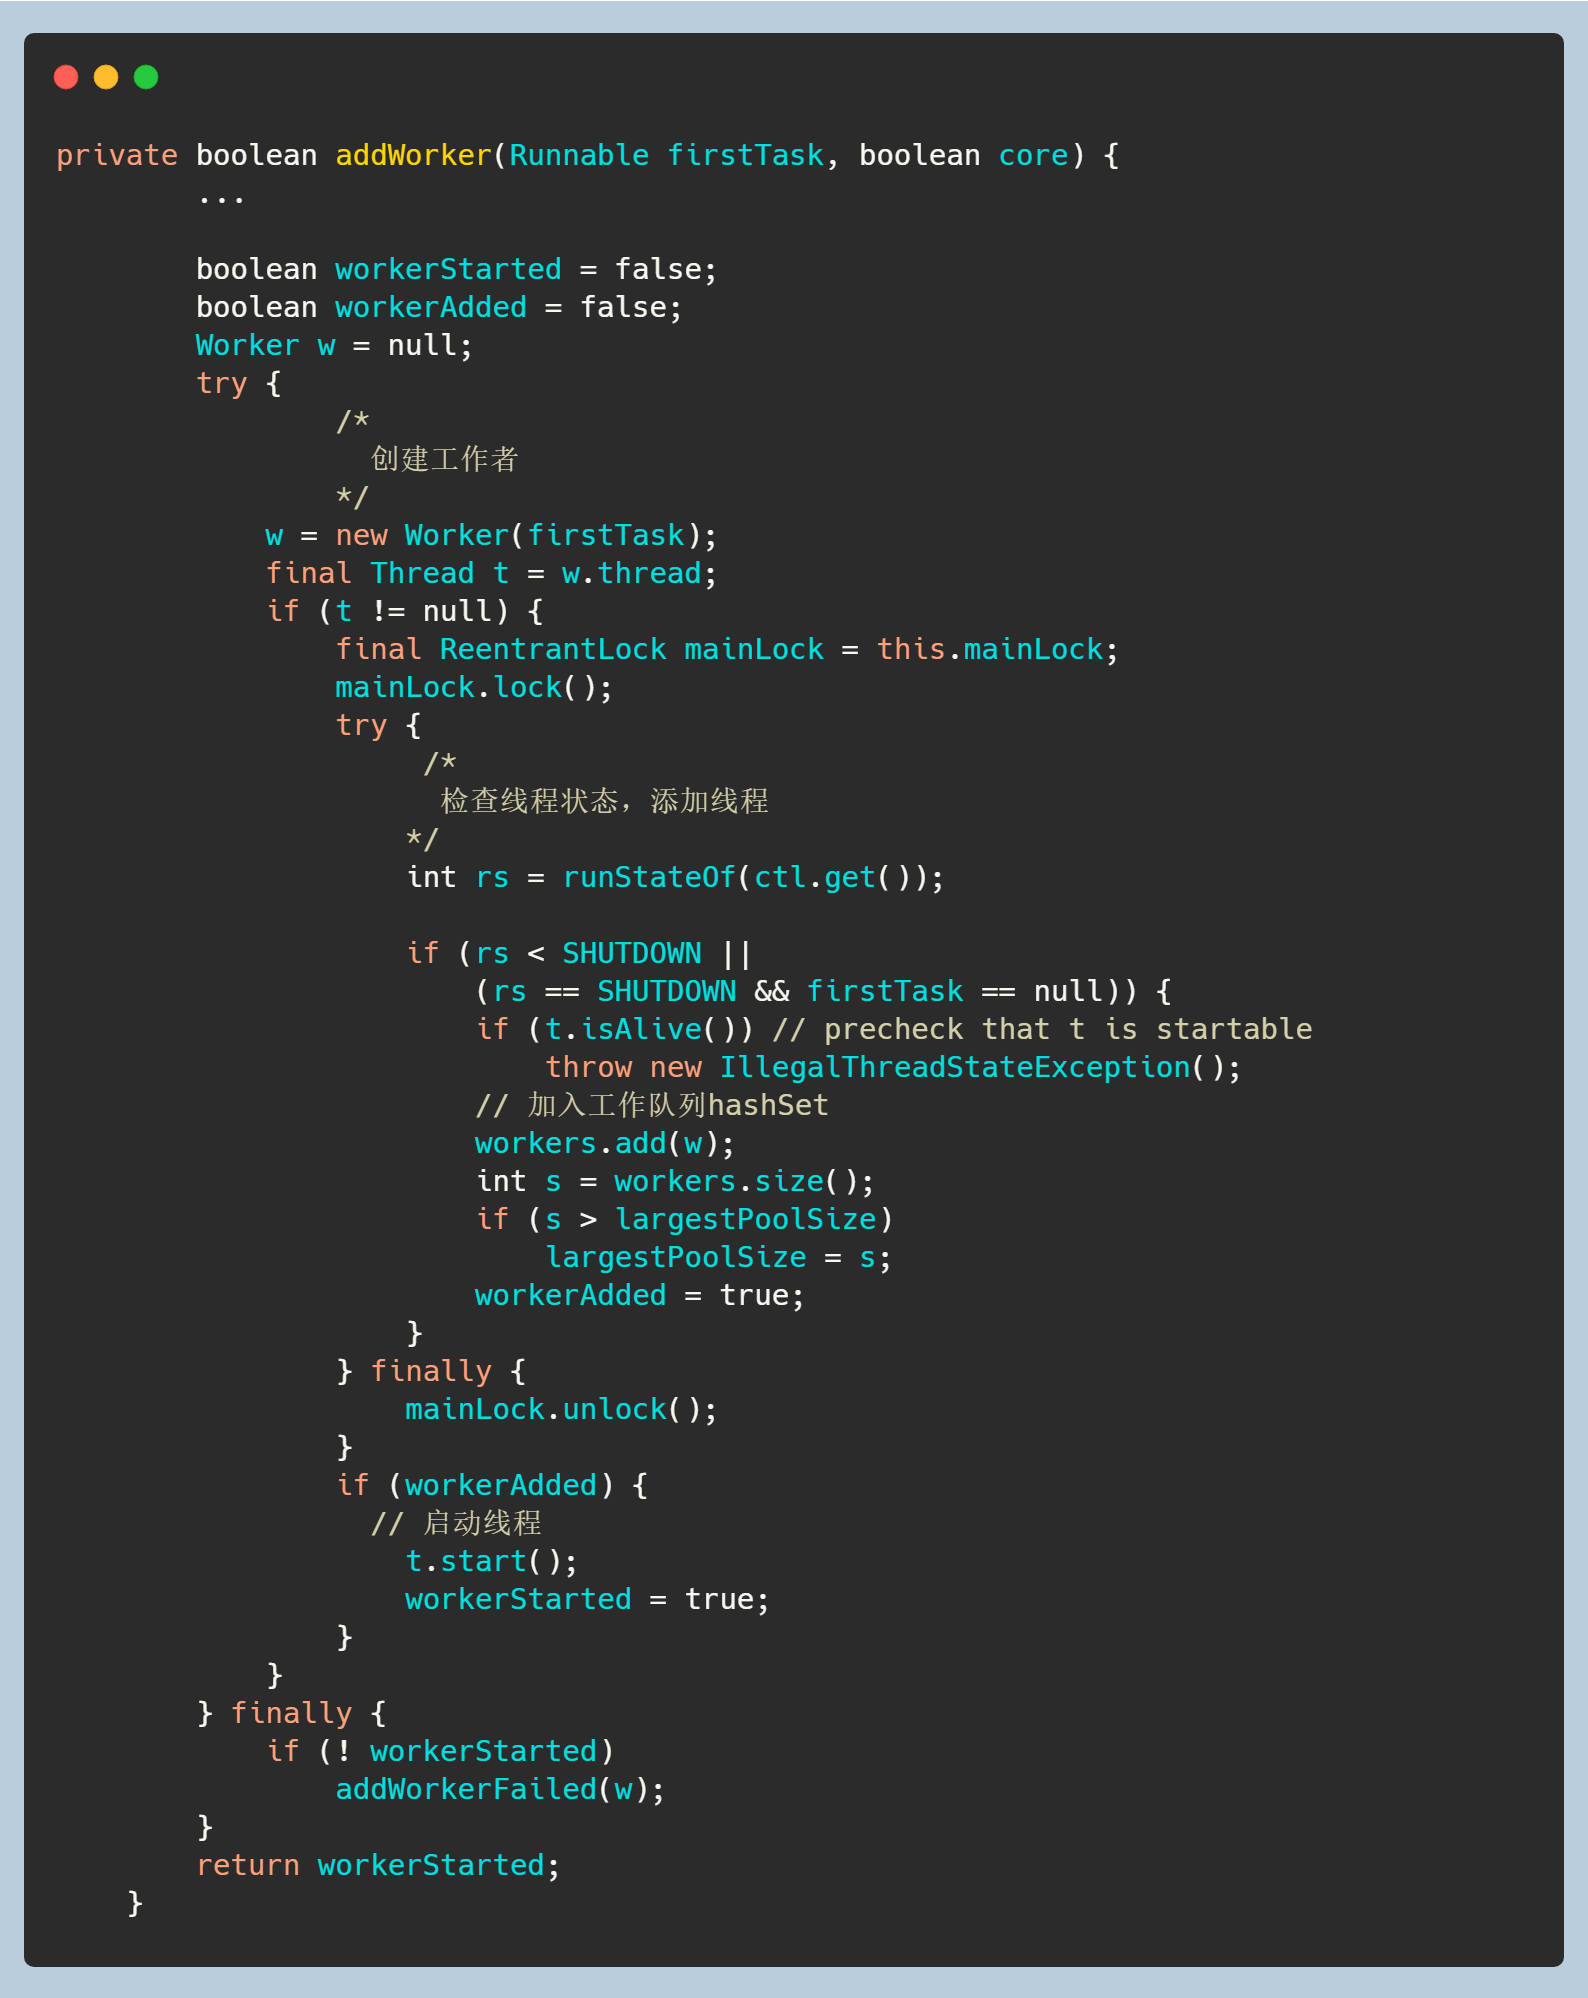 private boolean addWorker(Runnable firstTask, boolean core) {
        ...

        boolean workerStarted = false;
        boolean workerAdded = false;
        Worker w = null;
        try {
                /*
                  创建工作者
                */
            w = new Worker(firstTask);
            final Thread t = w.thread;
            if (t != null) {
                final ReentrantLock mainLock = this.mainLock;
                mainLock.lock();
                try {
                     /*
                      检查线程状态，添加线程
                    */
                    int rs = runStateOf(ctl.get());

                    if (rs < SHUTDOWN ||
                        (rs == SHUTDOWN && firstTask == null)) {
                        if (t.isAlive()) // precheck that t is startable
                            throw new IllegalThreadStateException();
                        // 加入工作队列hashSet
                        workers.add(w);
                        int s = workers.size();
                        if (s > largestPoolSize)
                            largestPoolSize = s;
                        workerAdded = true;
                    }
                } finally {
                    mainLock.unlock();
                }
                if (workerAdded) {
                  // 启动线程
                    t.start();
                    workerStarted = true;
                }
            }
        } finally {
            if (! workerStarted)
                addWorkerFailed(w);
        }
        return workerStarted;
    }